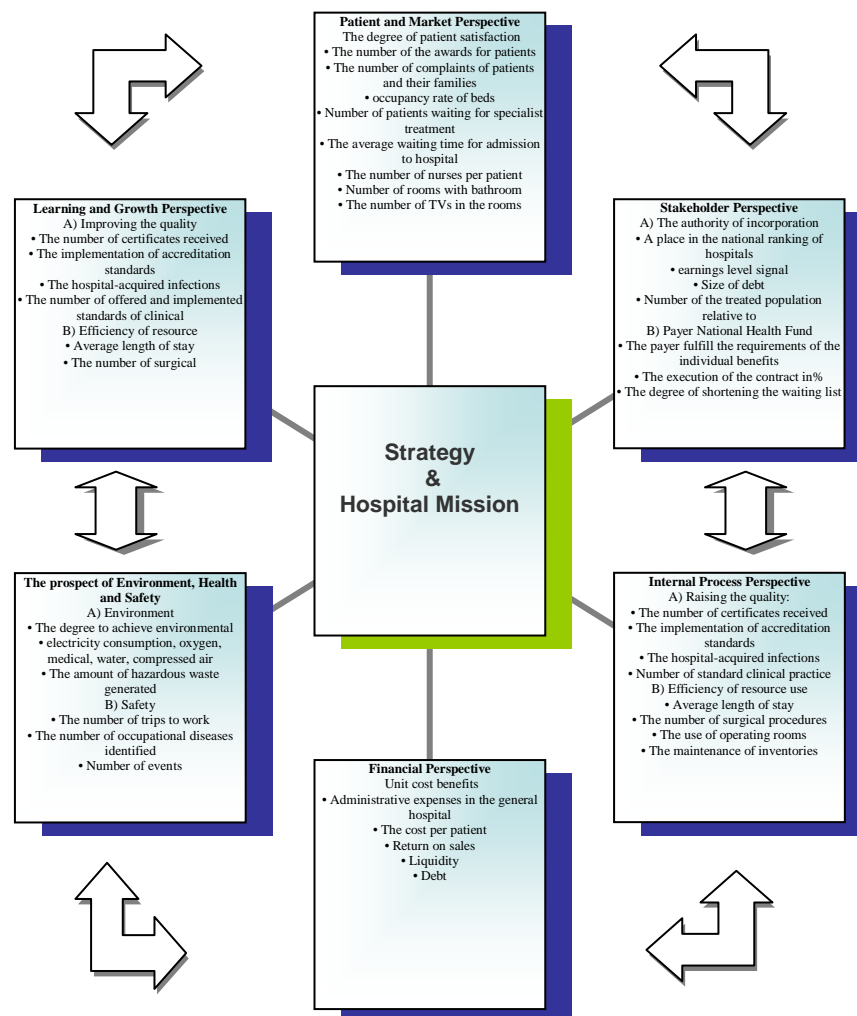 Patient and Market Perspective
The degree of patient satisfaction
• The number of the awards for patients
• The number of complaints of patients
and their families
• occupancy rate of beds
• Number of patients waiting for specialist
treatment
• The average waiting time for admission
to hospital
• The number of nurses per patient
• Number of rooms with bathroom
• The number of TVs in the rooms
Learning and Growth Perspective
A) Improving the quality
• The number of certificates received
• The implementation of accreditation
standards
• The hospital-acquired infections
• The number of offered and implemented
standards of clinical
B) Efficiency of resource
• Average length of stay
• The number of surgical
Stakeholder Perspective
A) The authority of incorporation
• A place in the national ranking of
hospitals
• earnings level signal
• Size of debt
• Number of the treated population
relative to
B) Payer National Health Fund
• The payer fulfill the requirements of the
individual benefits
• The execution of the contract in%
• The degree of shortening the waiting list
Strategy
&
Hospital Mission
The prospect of Environment, Health
and Safety
A) Environment
• The degree to achieve environmental
• electricity consumption, oxygen,
medical, water, compressed air
• The amount of hazardous waste
generated
B) Safety
• The number of trips to work
• The number of occupational diseases
identified
• Number of events
Internal Process Perspective
A) Raising the quality:
• The number of certificates received
• The implementation of accreditation
standards
• The hospital-acquired infections
• Number of standard clinical practice
B) Efficiency of resource use
• Average length of stay
• The number of surgical procedures
• The use of operating rooms
• The maintenance of inventories
Financial Perspective
Unit cost benefits
• Administrative expenses in the general
hospital
• The cost per patient
• Return on sales
• Liquidity
• Debt